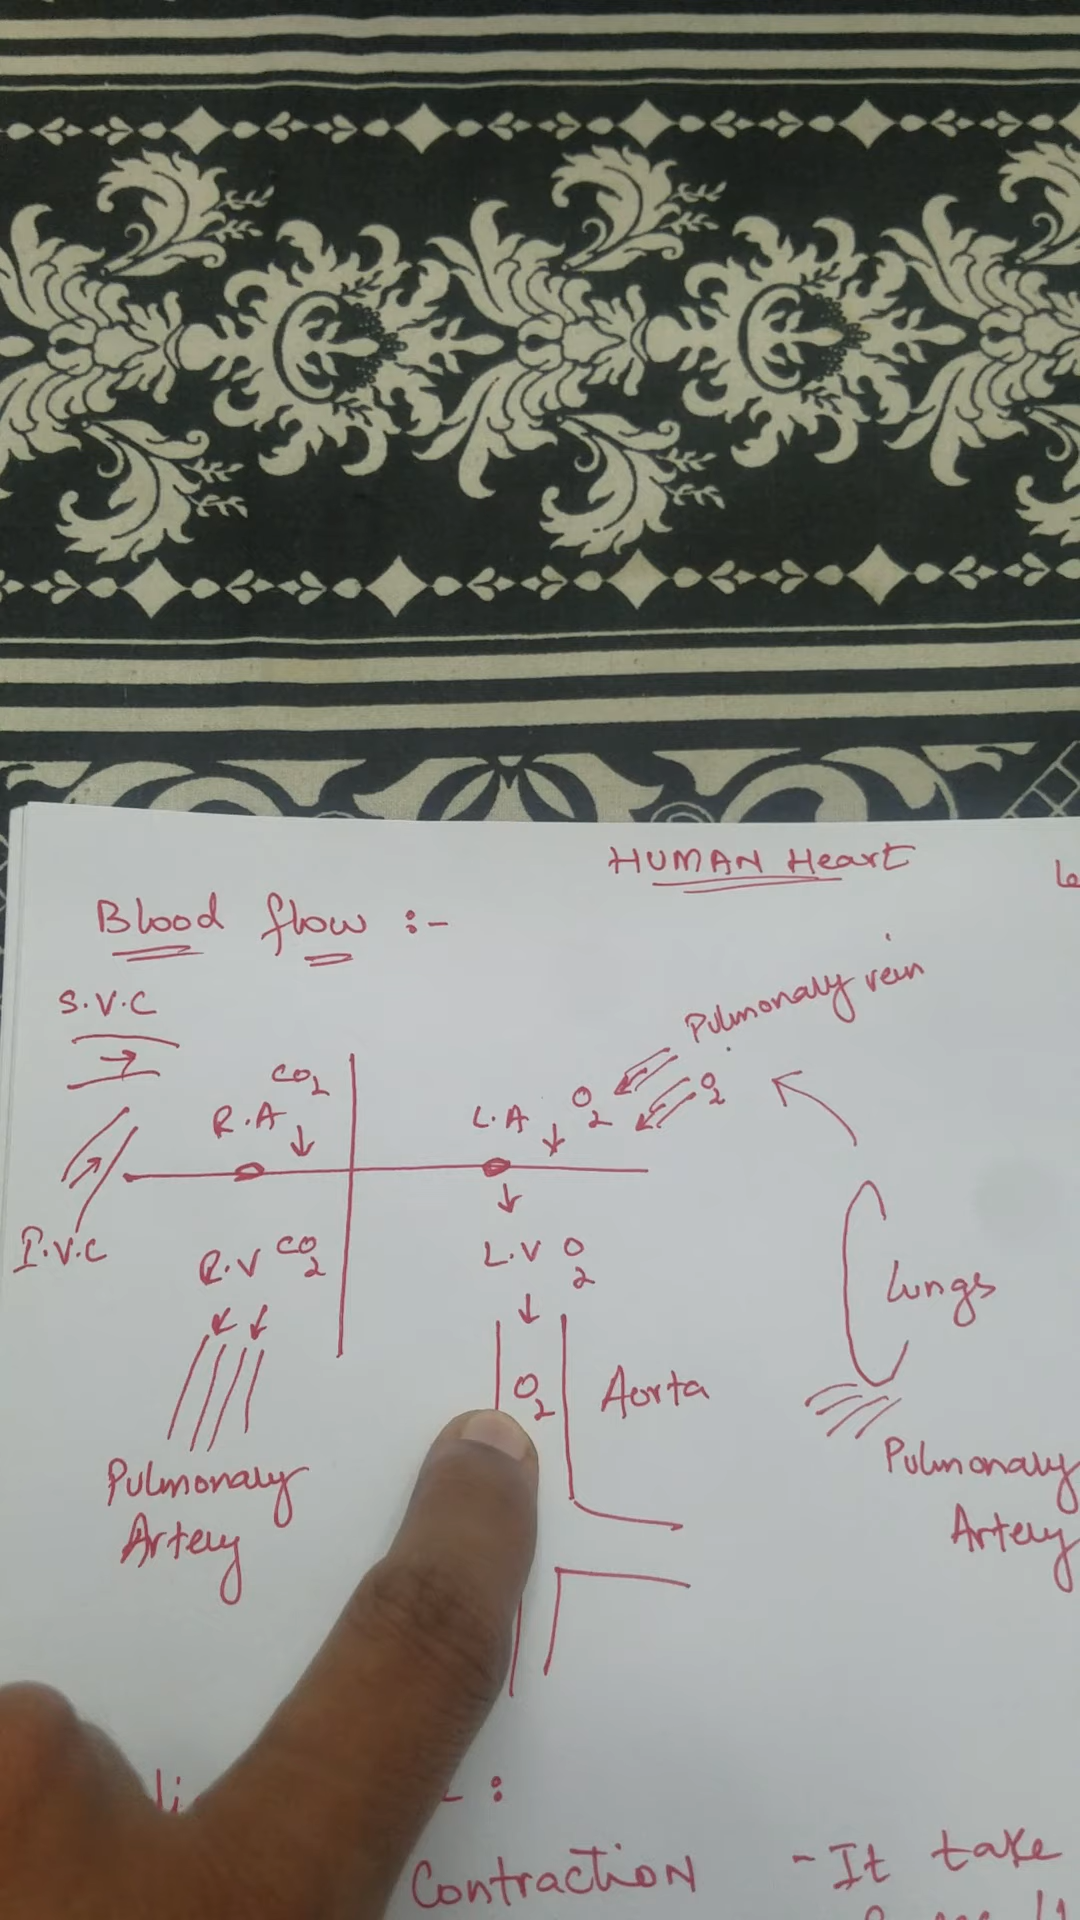 HUMAN Heart
Blood flow :-
S.V.C
Pulmonary vein
CO2
R.A
L.A O2
O2
I.V.C
R.V CO2
L.V O2
Lungs
O2
Aorta
Pulmonary
Artery
Pulmonary
Artery
:
Contraction - It take